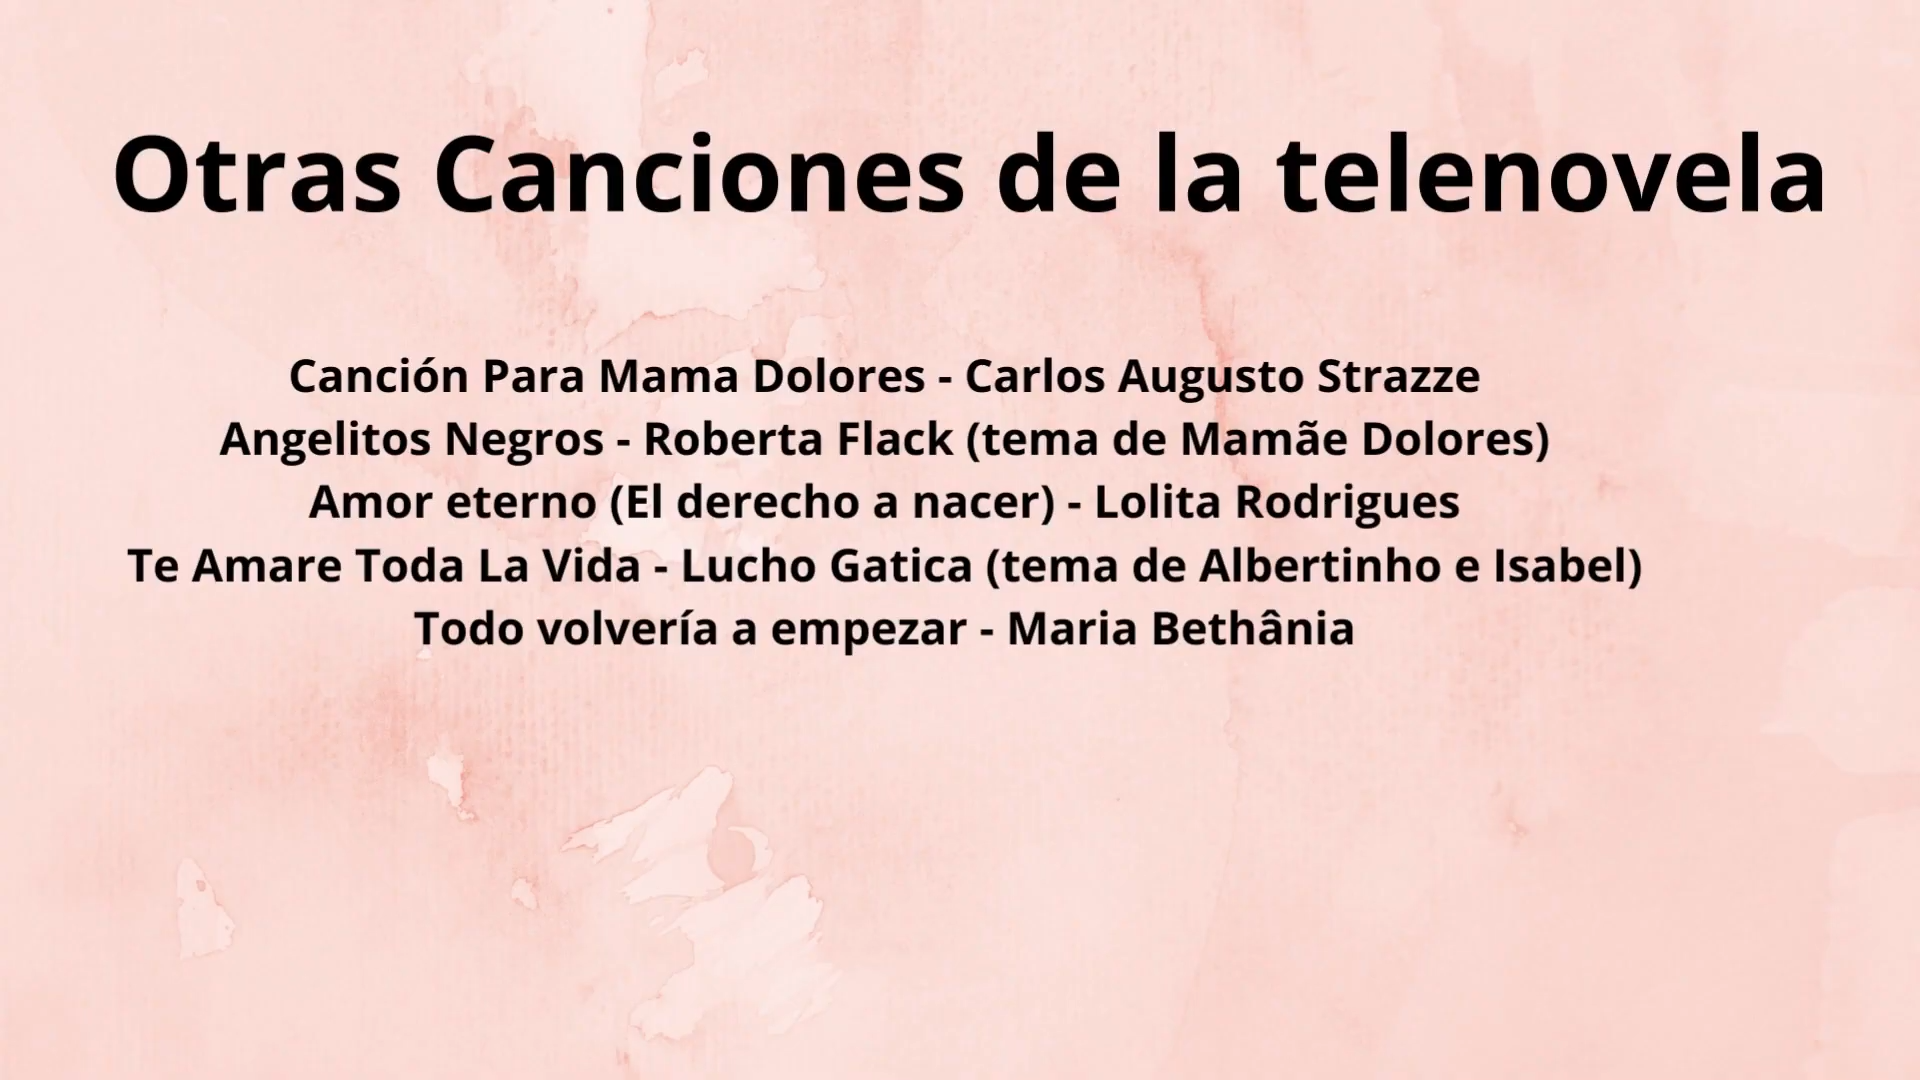 Otras Canciones de la telenovela
Canción Para Mama Dolores - Carlos Augusto Strazze
Angelitos Negros - Roberta Flack (tema de Mamãe Dolores)
Amor eterno (El derecho a nacer) - Lolita Rodrigues
Te Amare Toda La Vida - Lucho Gatica (tema de Albertinho e Isabel)
Todo volvería a empezar - Maria Bethânia